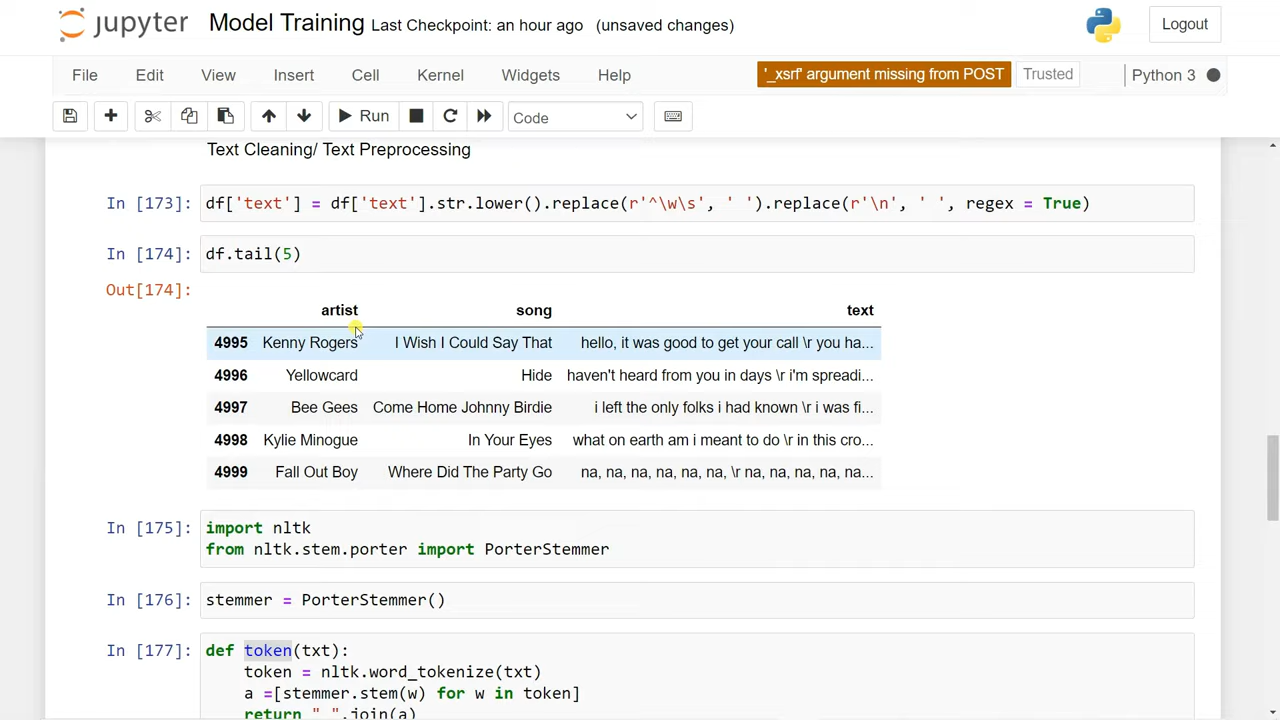 jupyter Model Training Last Checkpoint: an hour ago (unsaved changes) Logout
File Edit View Insert Cell Kernel Widgets Help '_xsrf' argument missing from POST Trusted Python 3
Run Code
Text Cleaning/ Text Preprocessing
In [173]: df['text'] = df['text'].str.lower().replace(r'^\w\s', ' ').replace(r'\n', ' ', regex = True)
In [174]: df.tail(5)
Out[174]:
artist song text
4995 Kenny Rogers I Wish I Could Say That hello, it was good to get your call \r you ha...
4996 Yellowcard Hide haven't heard from you in days \r i'm spreadi...
4997 Bee Gees Come Home Johnny Birdie i left the only folks i had known \r i was fi...
4998 Kylie Minogue In Your Eyes what on earth am i meant to do \r in this cro...
4999 Fall Out Boy Where Did The Party Go na, na, na, na, na, na, \r na, na, na, na, na...
In [175]: import nltk
from nltk.stem.porter import PorterStemmer
In [176]: stemmer = PorterStemmer()
In [177]: def token(txt):
token = nltk.word_tokenize(txt)
a =[stemmer.stem(w) for w in token]
return " ".join(a)